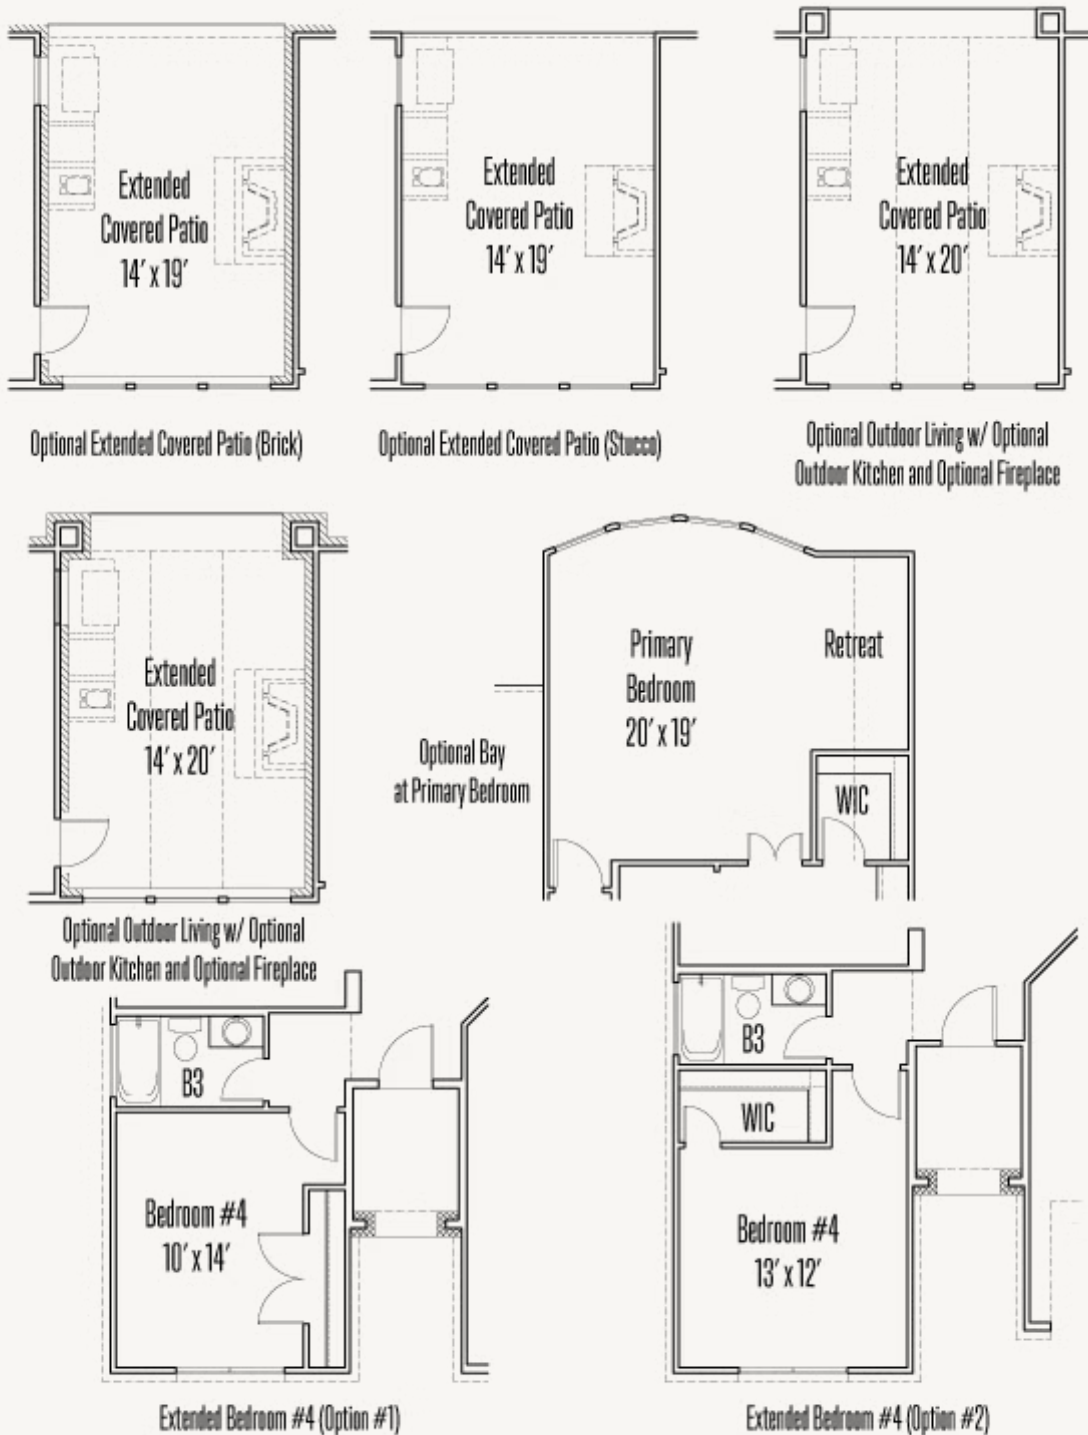 Extended
Covered Patio
14' x 19'
Optional Extended Covered Patio (Brick)
Extended
Covered Patio
14' x 19'
Optional Extended Covered Patio (Stucco)
Extended
Covered Patio
14' x 20'
Optional Outdoor Living w/ Optional
Outdoor Kitchen and Optional Fireplace
Extended
Covered Patio
14' x 20'
Optional Outdoor Living w/ Optional
Outdoor Kitchen and Optional Fireplace
Primary
Bedroom
20' x 19'
Retreat
WIC
Optional Bay
at Primary Bedroom
B3
Bedroom #4
10' x 14'
Extended Bedroom #4 (Option #1)
B3
WIC
Bedroom #4
13' x 12'
Extended Bedroom #4 (Option #2)